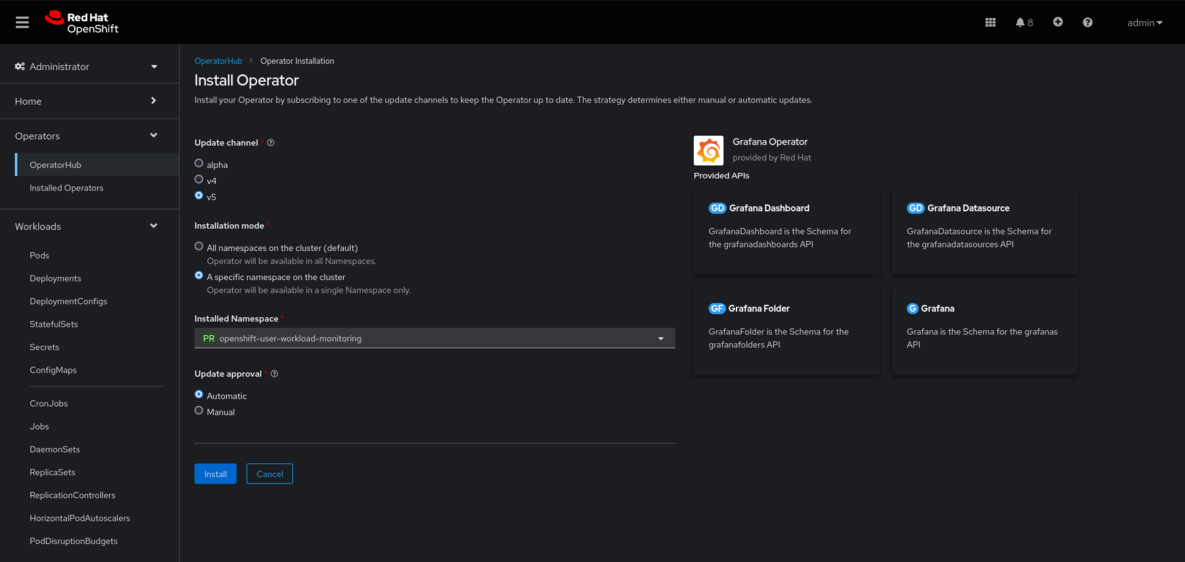 Red Hat
OpenShift
8
admin
Administrator
Home
Operators
OperatorHub
Installed Operators
Workloads
Pods
Deployments
DeploymentConfigs
StatefulSets
Secrets
ConfigMaps
CronJobs
Jobs
DaemonSets
ReplicaSets
ReplicationControllers
HorizontalPodAutoscalers
PodDisruptionBudgets
OperatorHub > Operator Installation
Install Operator
Install your Operator by subscribing to one of the update channels to keep the Operator up to date. The strategy determines either manual or automatic updates.
Update channel *
alpha
v4
v5
Installation mode *
All namespaces on the cluster (default)
Operator will be available in all Namespaces.
A specific namespace on the cluster
Operator will be available in a single Namespace only.
Installed Namespace *
PR openshift-user-workload-monitoring
Update approval *
Automatic
Manual
Install
Cancel
Grafana Operator
provided by Red Hat
Provided APIs
GD Grafana Dashboard
GrafanaDashboard is the Schema for
the grafanadashboards API
GD Grafana Datasource
GrafanaDatasource is the Schema for
the grafanadatasources API
GF Grafana Folder
GrafanaFolder is the Schema for the
grafanafolders API
G Grafana
Grafana is the Schema for the grafanas
API